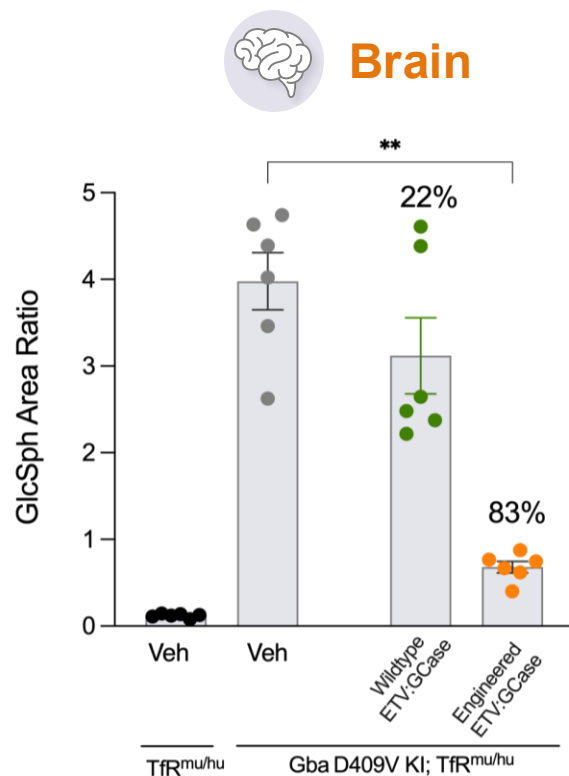 Brain
**
5
4
3
2
1
0
GlcSph Area Ratio
22%
83%
Veh
Veh
Wildtype
ETV:GCase
Engineered
ETV:GCase
TfR^mu/hu
Gba D409V KI; TfR^mu/hu